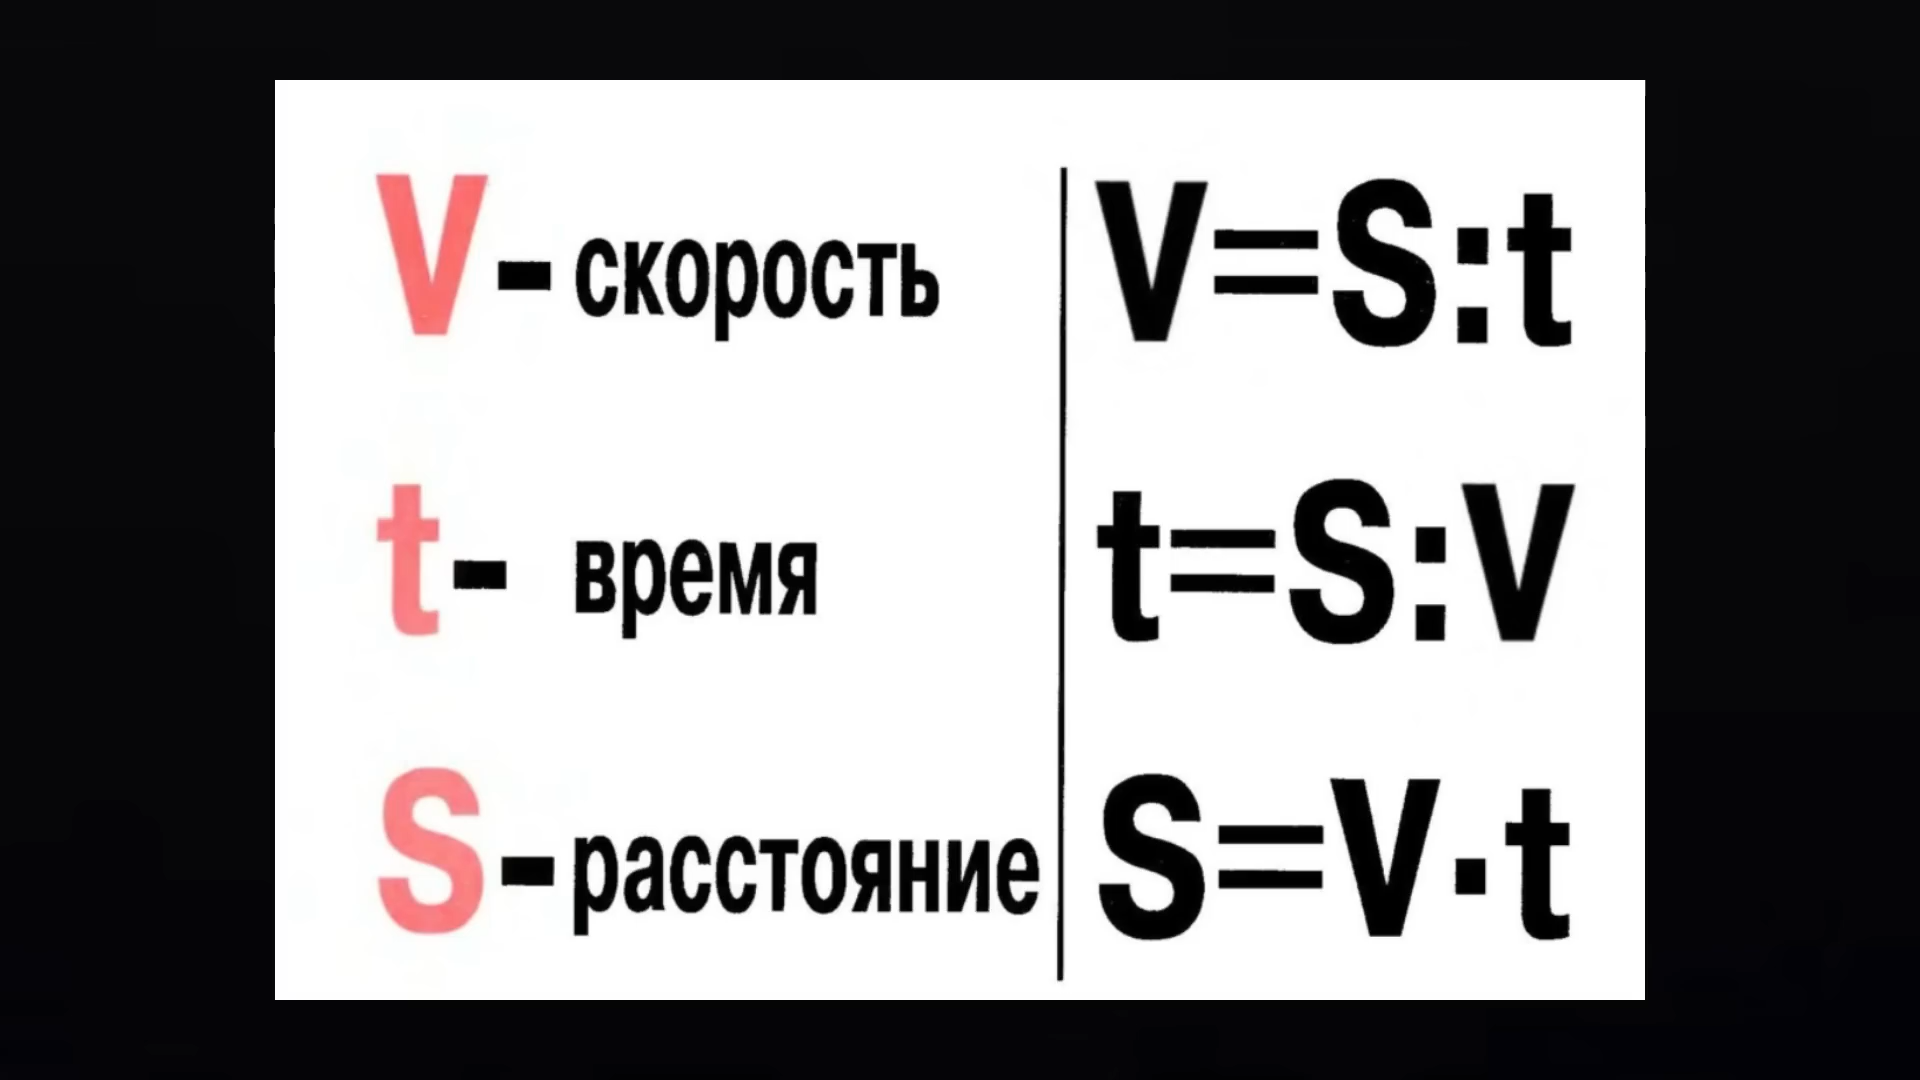 V - скорость
V=S:t
t - время
t=S:V
S - расстояние
S=V·t